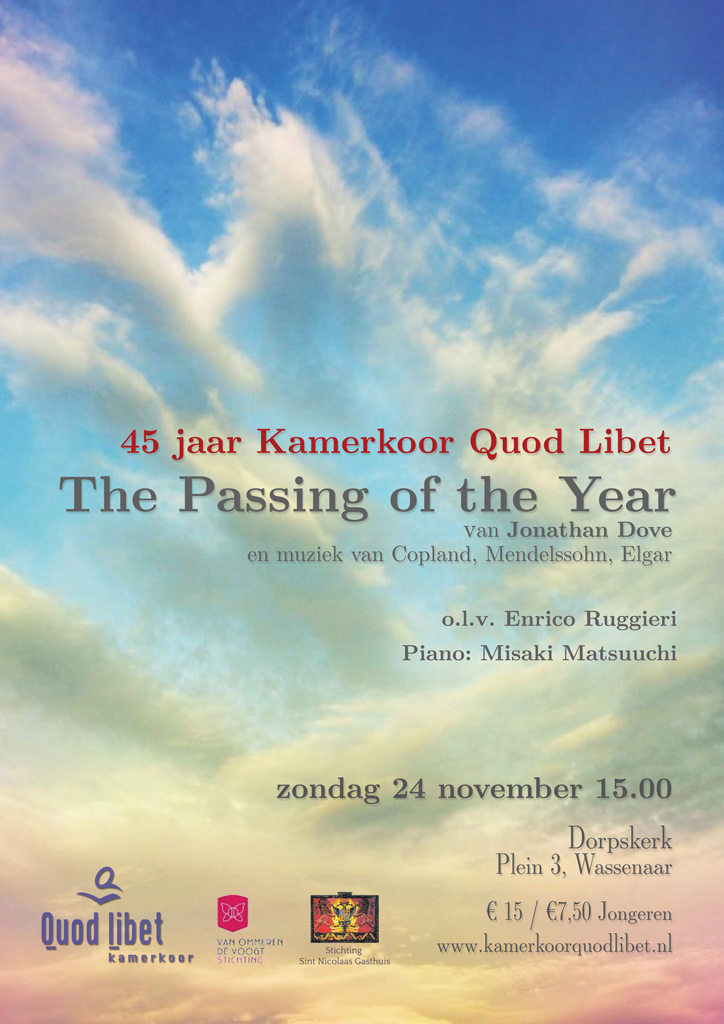 45 jaar Kamerkoor Quod Libet
The Passing of the Year
van Jonathan Dove
en muziek van Copland, Mendelssohn, Elgar
o.l.v. Enrico Ruggieri
Piano: Misaki Matsuuchi
zondag 24 november 15.00
Dorpskerk
Plein 3, Wassenaar
€ 15 / €7,50 Jongeren
www.kamerkoorquodlibet.nl
Quod libet
kamerkoor
VAN OMMEREN
DE VOOGT
STICHTING
Stichting
Sint Nicolaas Gasthuis